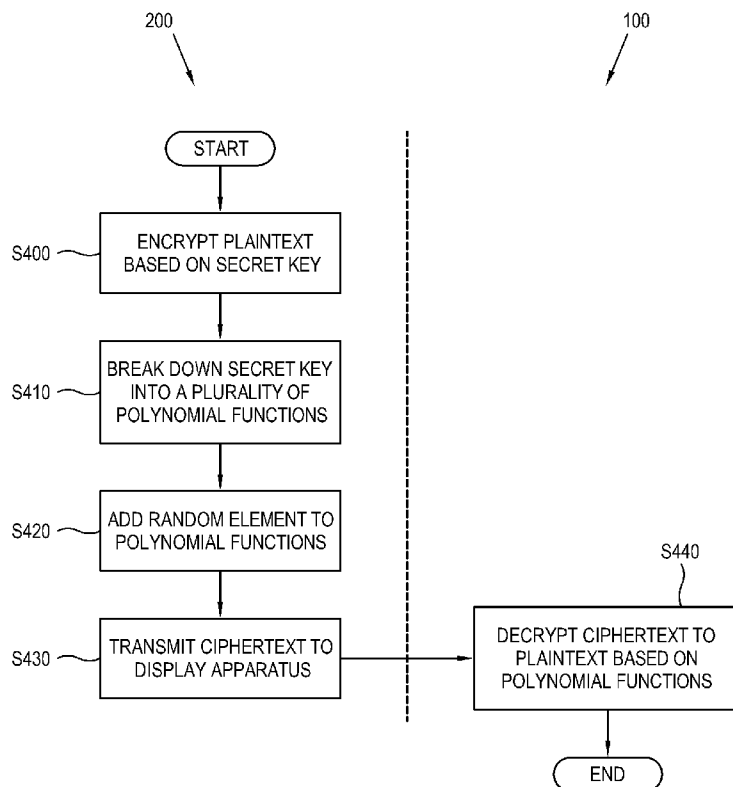 200
100
START
S400
ENCRYPT PLAINTEXT
BASED ON SECRET KEY
S410
BREAK DOWN SECRET KEY
INTO A PLURALITY OF
POLYNOMIAL FUNCTIONS
S420
ADD RANDOM ELEMENT TO
POLYNOMIAL FUNCTIONS
S430
TRANSMIT CIPHERTEXT TO
DISPLAY APPARATUS
S440
DECRYPT CIPHERTEXT TO
PLAINTEXT BASED ON
POLYNOMIAL FUNCTIONS
END